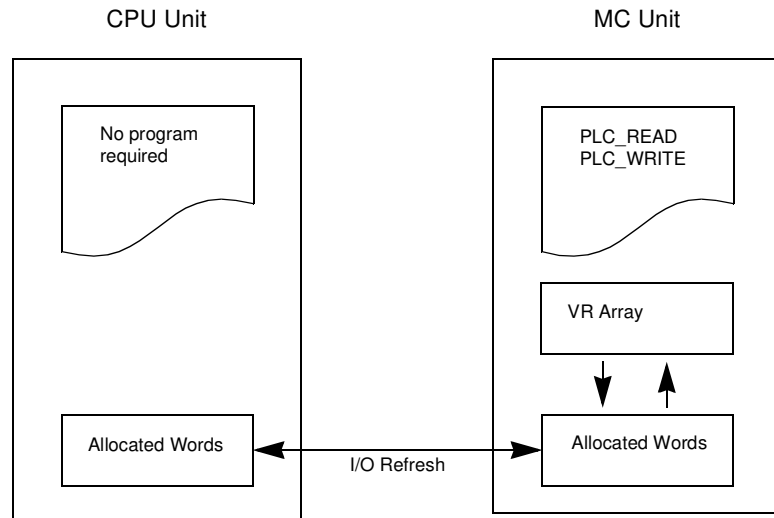 CPU Unit
MC Unit
No program
required
PLC_READ
PLC_WRITE
VR Array
Allocated Words
I/O Refresh
Allocated Words